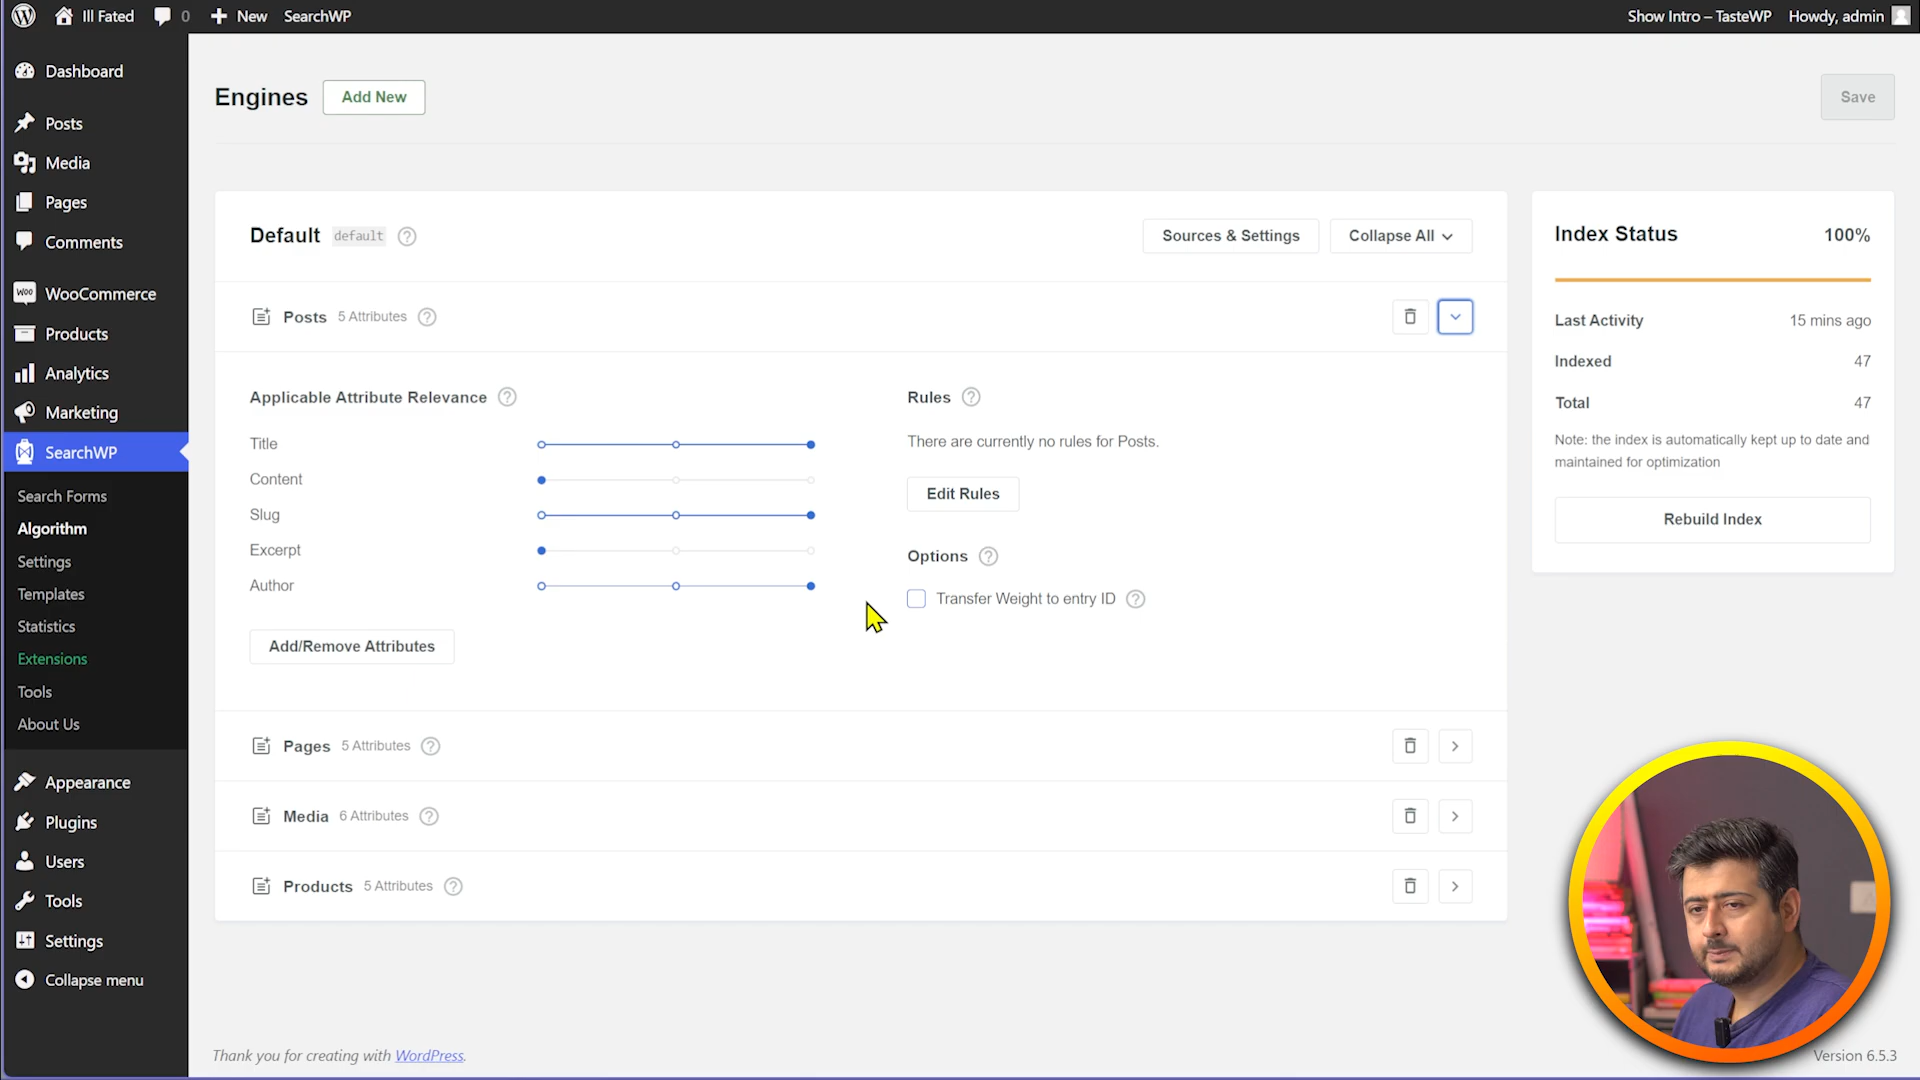 Ill Fated
0
New
SearchWP
Show Intro – TasteWP
Howdy, admin
Dashboard
Posts
Media
Pages
Comments
WooCommerce
Products
Analytics
Marketing
SearchWP
Search Forms
Algorithm
Settings
Templates
Statistics
Extensions
Tools
About Us
Appearance
Plugins
Users
Tools
Settings
Collapse menu
Engines
Add New
Save
Default default
Sources & Settings
Collapse All
Posts 5 Attributes
Applicable Attribute Relevance
Title
Content
Slug
Excerpt
Author
Add/Remove Attributes
Rules
There are currently no rules for Posts.
Edit Rules
Options
Transfer Weight to entry ID
Pages 5 Attributes
Media 6 Attributes
Products 5 Attributes
Index Status 100%
Last Activity 15 mins ago
Indexed 47
Total 47
Note: the index is automatically kept up to date and
maintained for optimization
Rebuild Index
Thank you for creating with WordPress.
Version 6.5.3